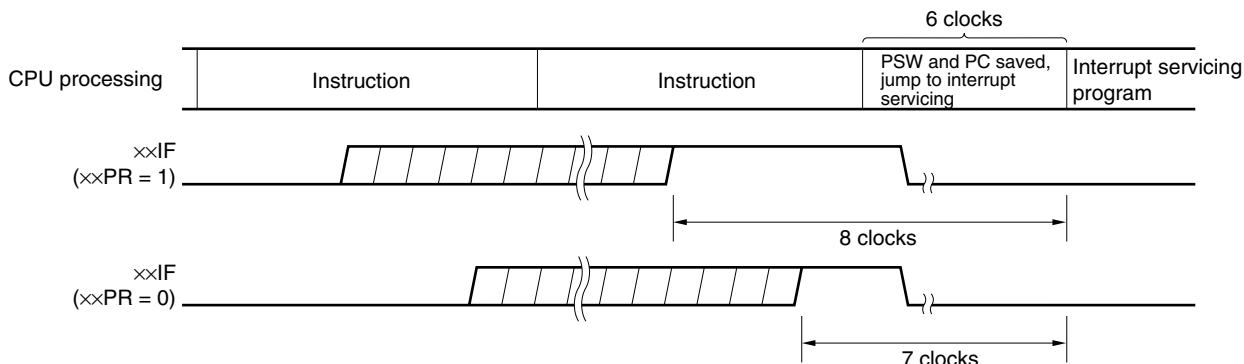 6 clocks
CPU processing
Instruction
Instruction
PSW and PC saved,
jump to interrupt
servicing
Interrupt servicing
program
××IF
(××PR = 1)
8 clocks
××IF
(××PR = 0)
7 clocks